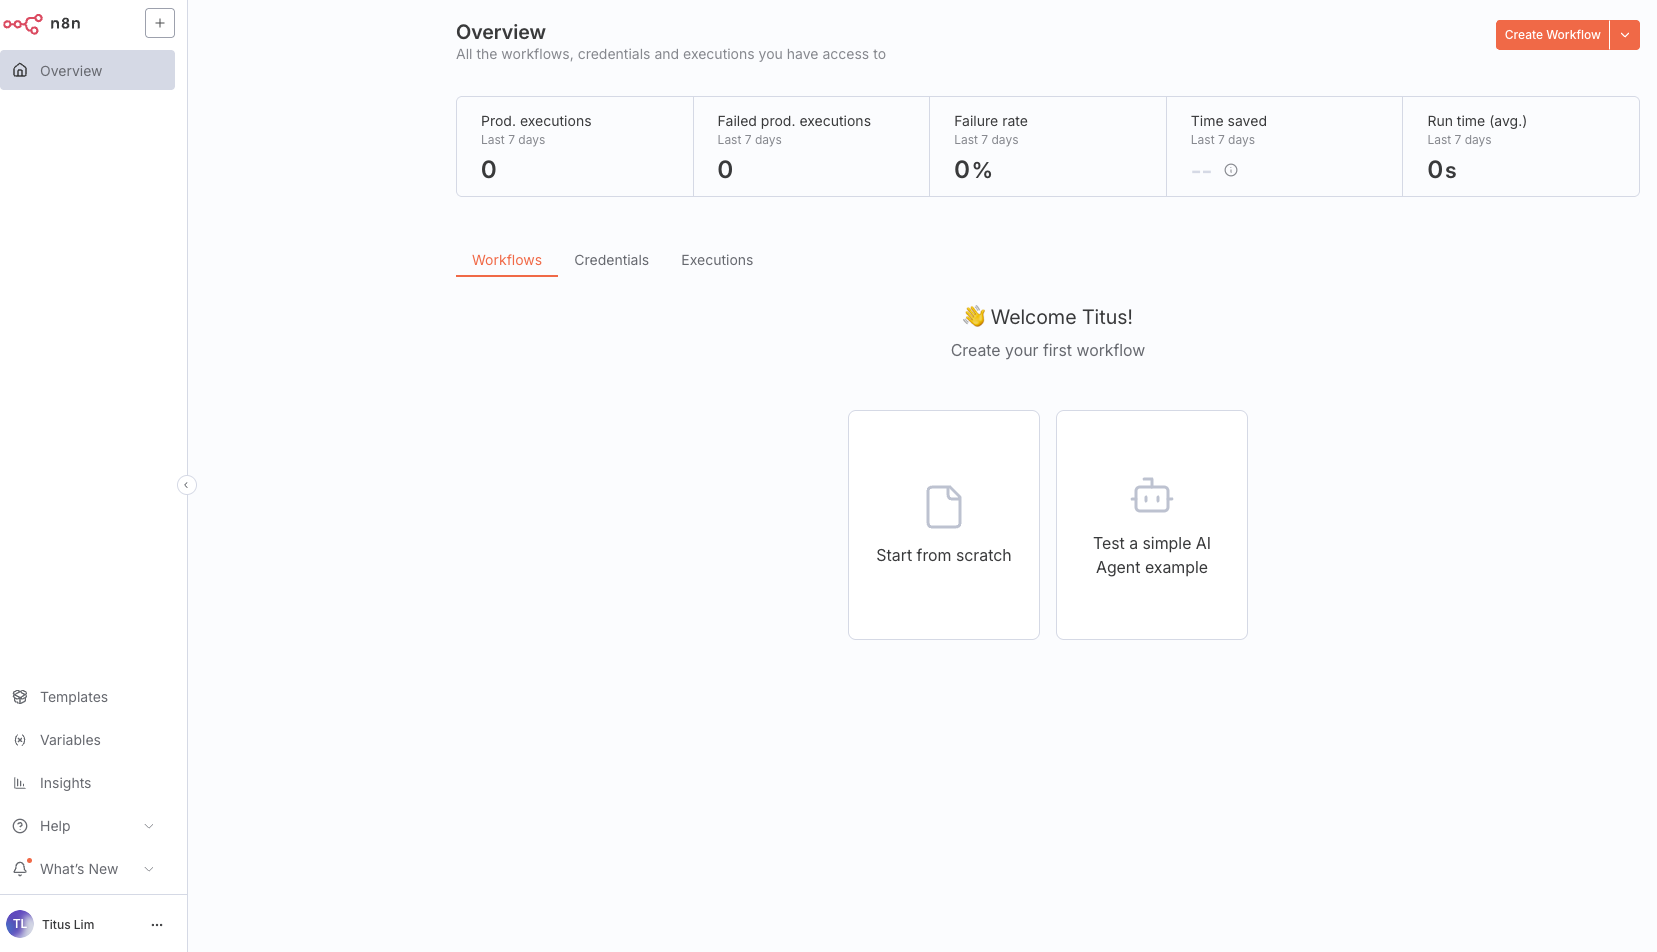 n8n
Overview
Templates
Variables
Insights
Help
What's New
TL
Titus Lim
Overview
All the workflows, credentials and executions you have access to
Create Workflow
Prod. executions
Last 7 days
0
Failed prod. executions
Last 7 days
0
Failure rate
Last 7 days
0%
Time saved
Last 7 days
--
Run time (avg.)
Last 7 days
0s
Workflows
Credentials
Executions
👋 Welcome Titus!
Create your first workflow
Start from scratch
Test a simple AI
Agent example